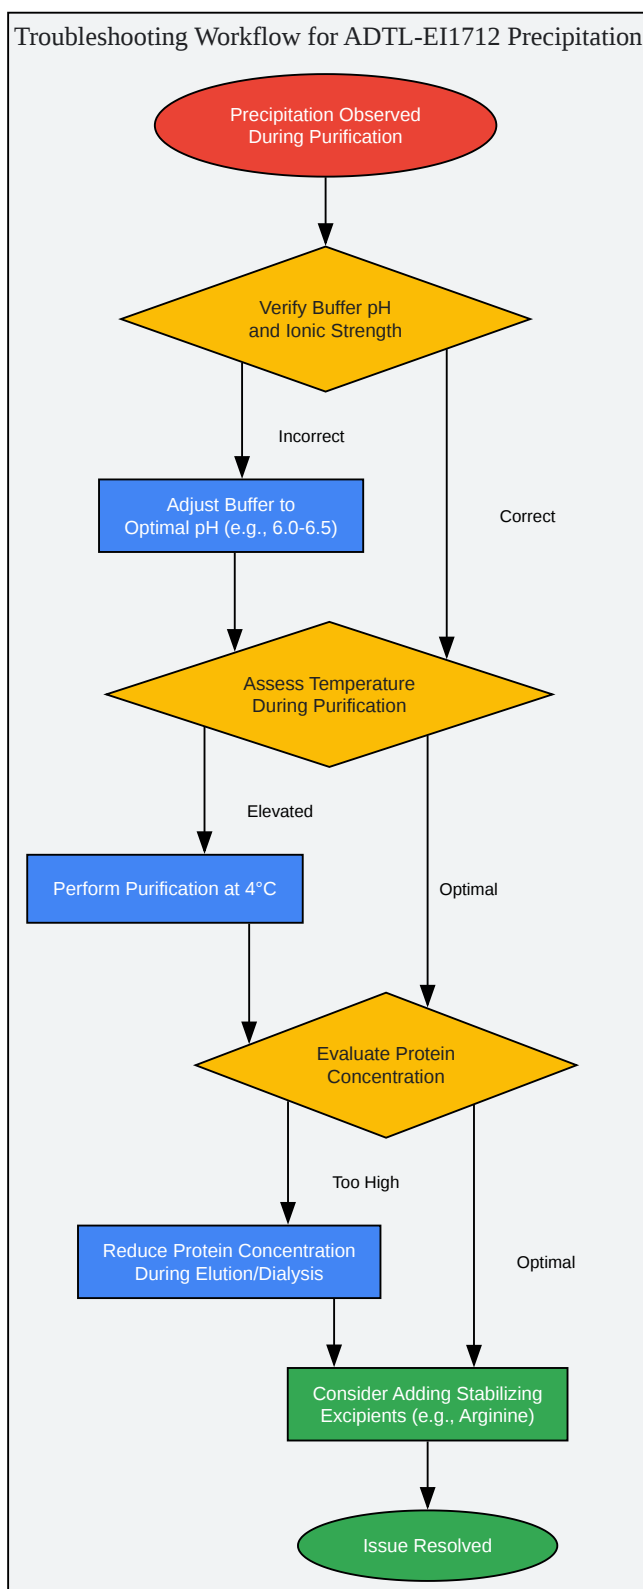 Troubleshooting Workflow for ADTL-EI1712 Precipitation
Precipitation Observed
During Purification
Verify Buffer pH
and Ionic Strength
Incorrect
Adjust Buffer to
Optimal pH (e.g., 6.0-6.5)
Correct
Assess Temperature
During Purification
Elevated
Perform Purification at 4°C
Optimal
Evaluate Protein
Concentration
Too High
Reduce Protein Concentration
During Elution/Dialysis
Optimal
Consider Adding Stabilizing
Excipients (e.g., Arginine)
Issue Resolved